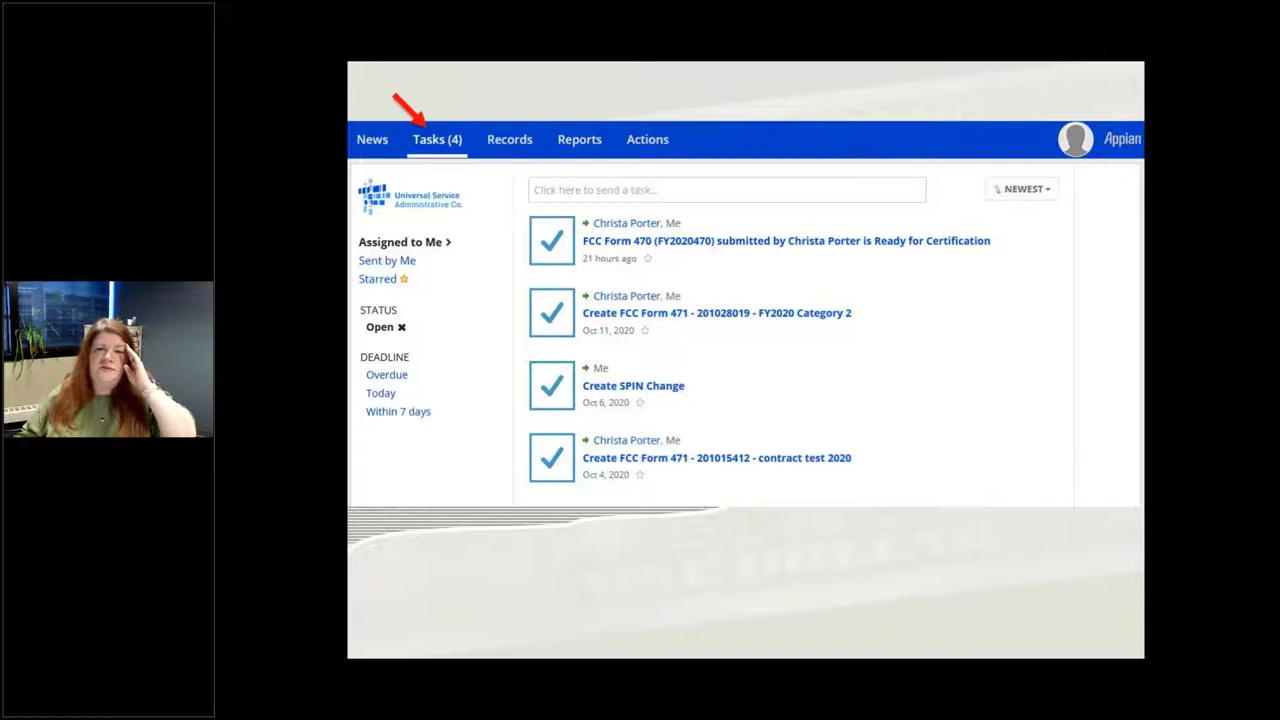 News Tasks (4) Records Reports Actions Appian
Universal Service
Administrative Co.
Click here to send a task...
NEWEST
Assigned to Me
Sent by Me
Starred
STATUS
Open
DEADLINE
Overdue
Today
Within 7 days
Christa Porter, Me
FCC Form 470 (FY2020470) submitted by Christa Porter is Ready for Certification
21 hours ago
Christa Porter, Me
Create FCC Form 471 - 201028019 - FY2020 Category 2
Oct 11, 2020
Me
Create SPIN Change
Oct 6, 2020
Christa Porter, Me
Create FCC Form 471 - 201015412 - contract test 2020
Oct 4, 2020